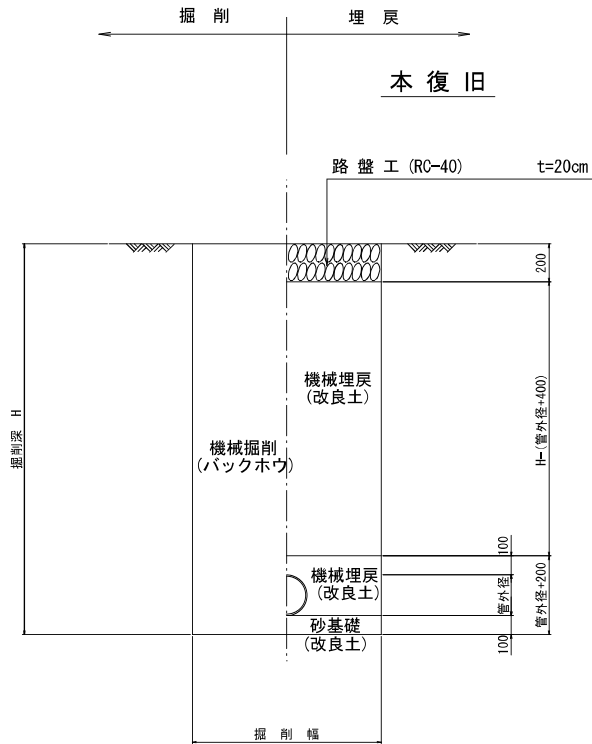 掘削
埋戻
本復旧
路盤工(RC-40) t=20cm
200
機械埋戻
(改良土)
H-(管外径+400)
掘削深 H
機械掘削
(バックホウ)
100
機械埋戻
(改良土)
管外径
管外径+200
砂基礎
(改良土)
100
掘削幅